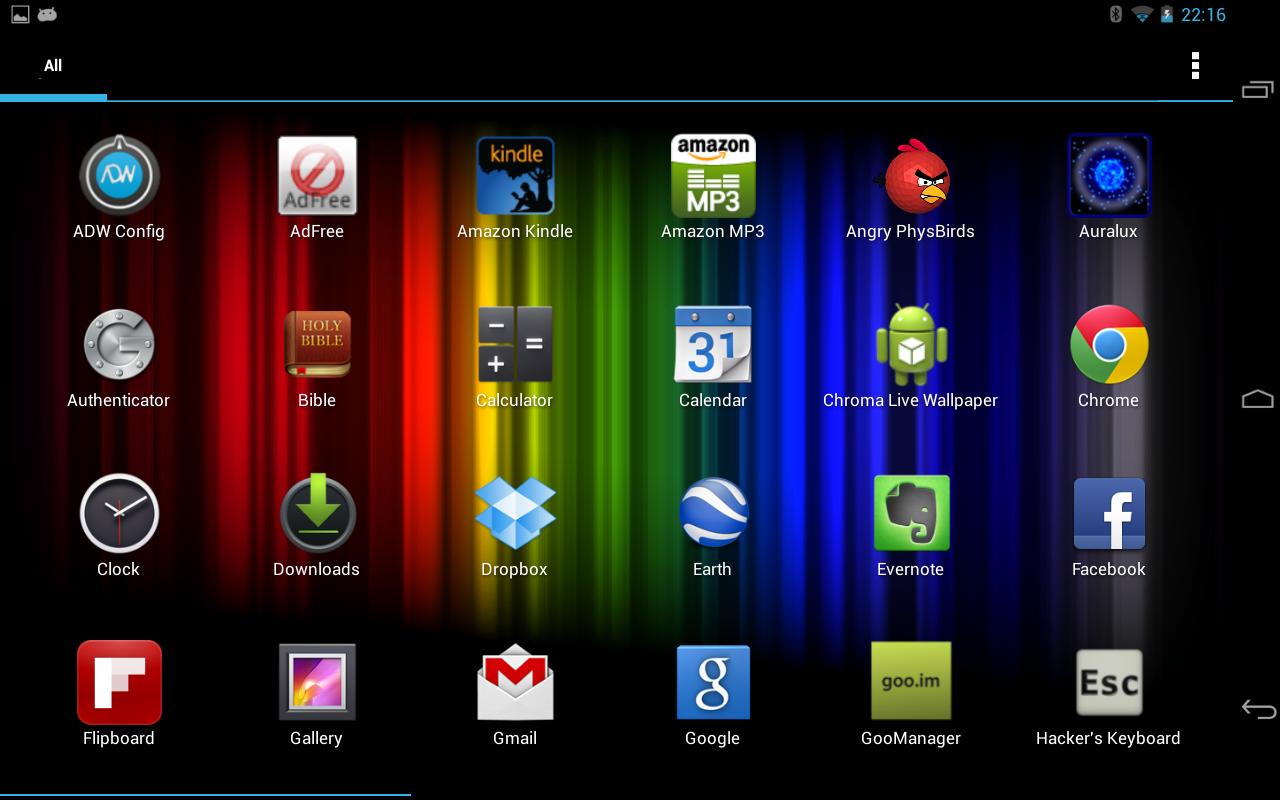 22:16
All
ADW
AdFree
kindle
amazon
MP3
ADW Config
AdFree
Amazon Kindle
Amazon MP3
Angry PhysBirds
Auralux
HOLY
BIBLE
− + =
31
Authenticator
Bible
Calculator
Calendar
Chroma Live Wallpaper
Chrome
f
Clock
Downloads
Dropbox
Earth
Evernote
Facebook
g
goo.im
Esc
Flipboard
Gallery
Gmail
Google
GooManager
Hacker's Keyboard